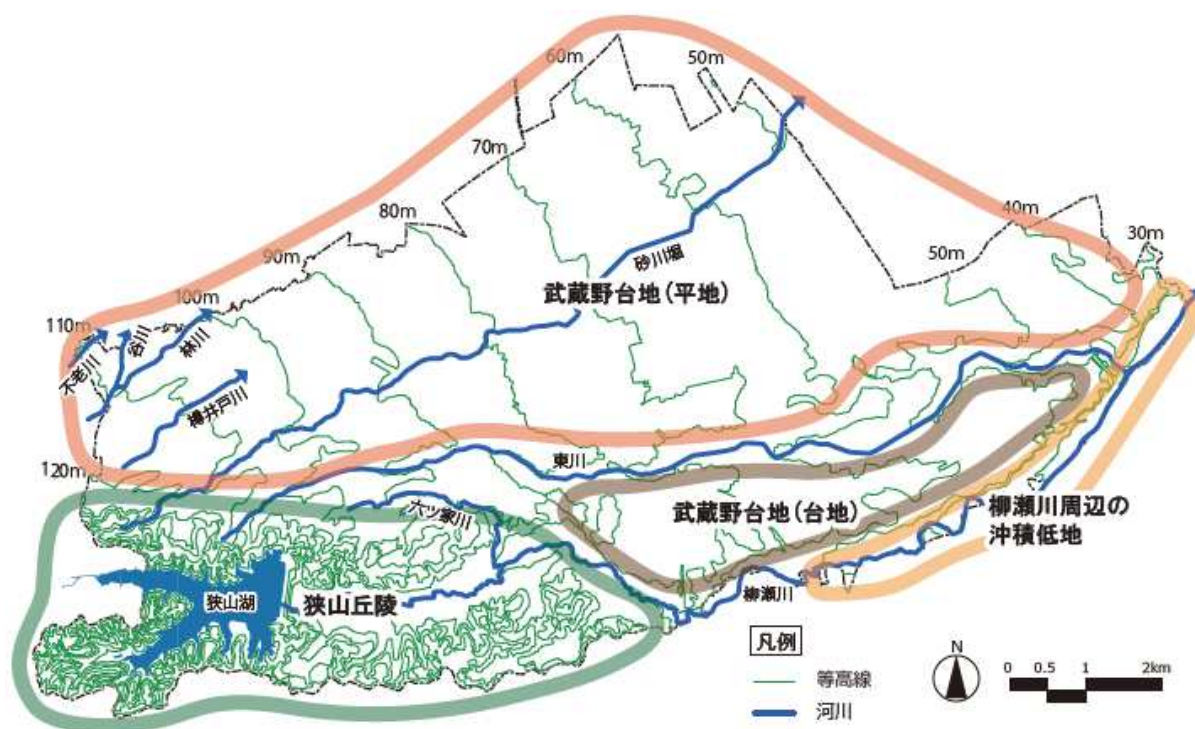 60m
50m
70m
80m
90m
100m
110m
120m
40m
30m
50m
砂川堀
武蔵野台地(平地)
不老川
谷川
林川
樽井戸川
東川
六ツ家川
武蔵野台地(台地)
柳瀬川周辺の
沖積低地
狭山湖
狭山丘陵
柳瀬川
凡例
等高線
河川
N
0 0.5 1 2km